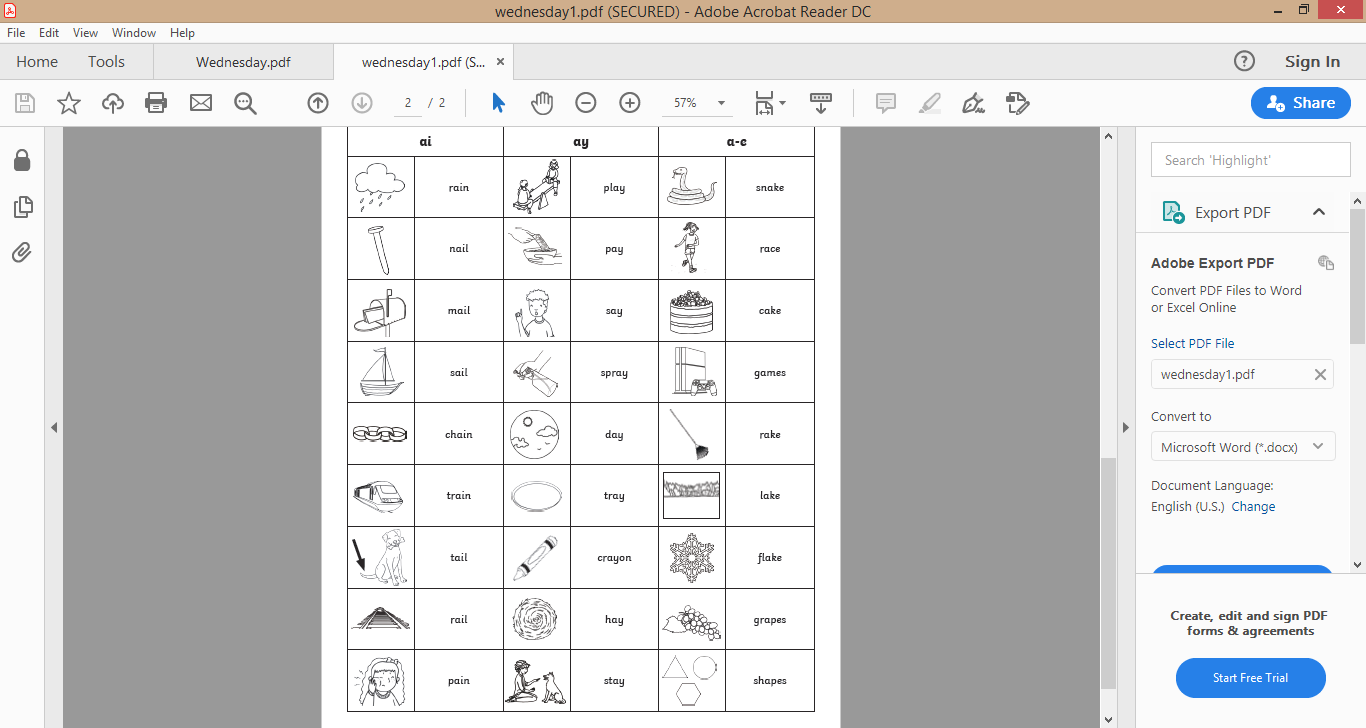 wednesday1.pdf (SECURED) - Adobe Acrobat Reader DC
File Edit View Window Help
Home Tools Wednesday.pdf wednesday1.pdf (S... Sign In
2 / 2 57% Share
ai ay a-e
rain play snake
nail pay race
mail say cake
sail spray games
chain day rake
train tray lake
tail crayon flake
rail hay grapes
pain stay shapes
Search 'Highlight'
Export PDF
Adobe Export PDF
Convert PDF Files to Word
or Excel Online
Select PDF File
wednesday1.pdf
Convert to
Microsoft Word (*.docx)
Document Language:
English (U.S.) Change
Create, edit and sign PDF
forms & agreements
Start Free Trial